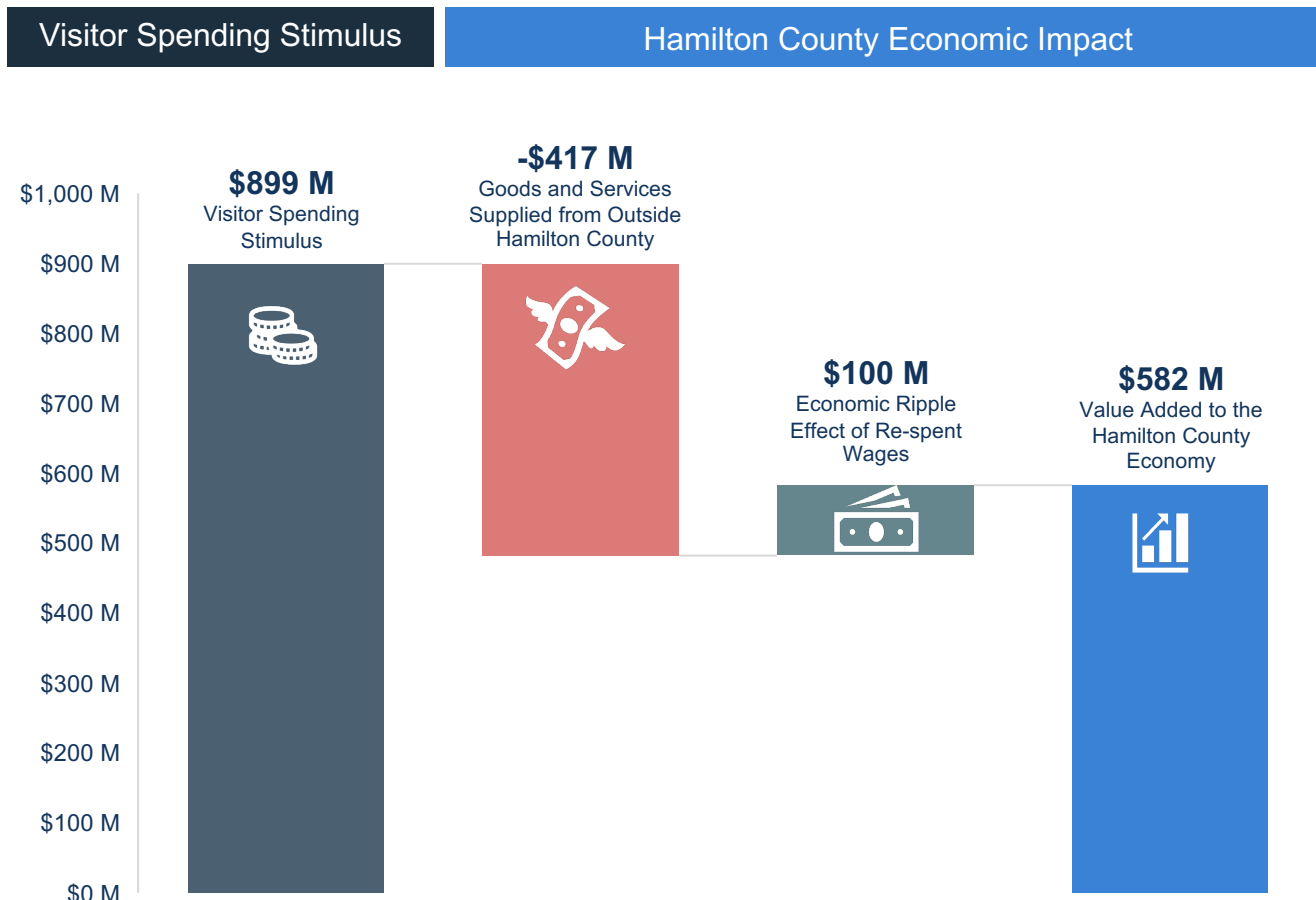 Visitor Spending Stimulus
Hamilton County Economic Impact
$1,000 M
$900 M
$800 M
$700 M
$600 M
$500 M
$400 M
$300 M
$200 M
$100 M
$0 M
$899 M
Visitor Spending
Stimulus
-$417 M
Goods and Services
Supplied from Outside
Hamilton County
$100 M
Economic Ripple
Effect of Re-spent
Wages
$582 M
Value Added to the
Hamilton County
Economy